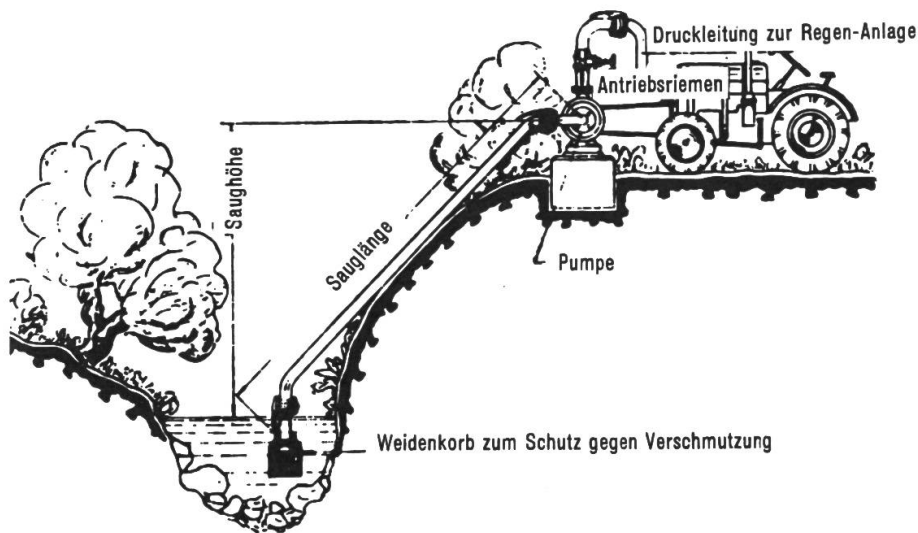 Druckleitung zur Regen-Anlage
Antriebsriemen
Saughöhe
Sauglänge
Pumpe
Weidenkorb zum Schutz gegen Verschmutzung